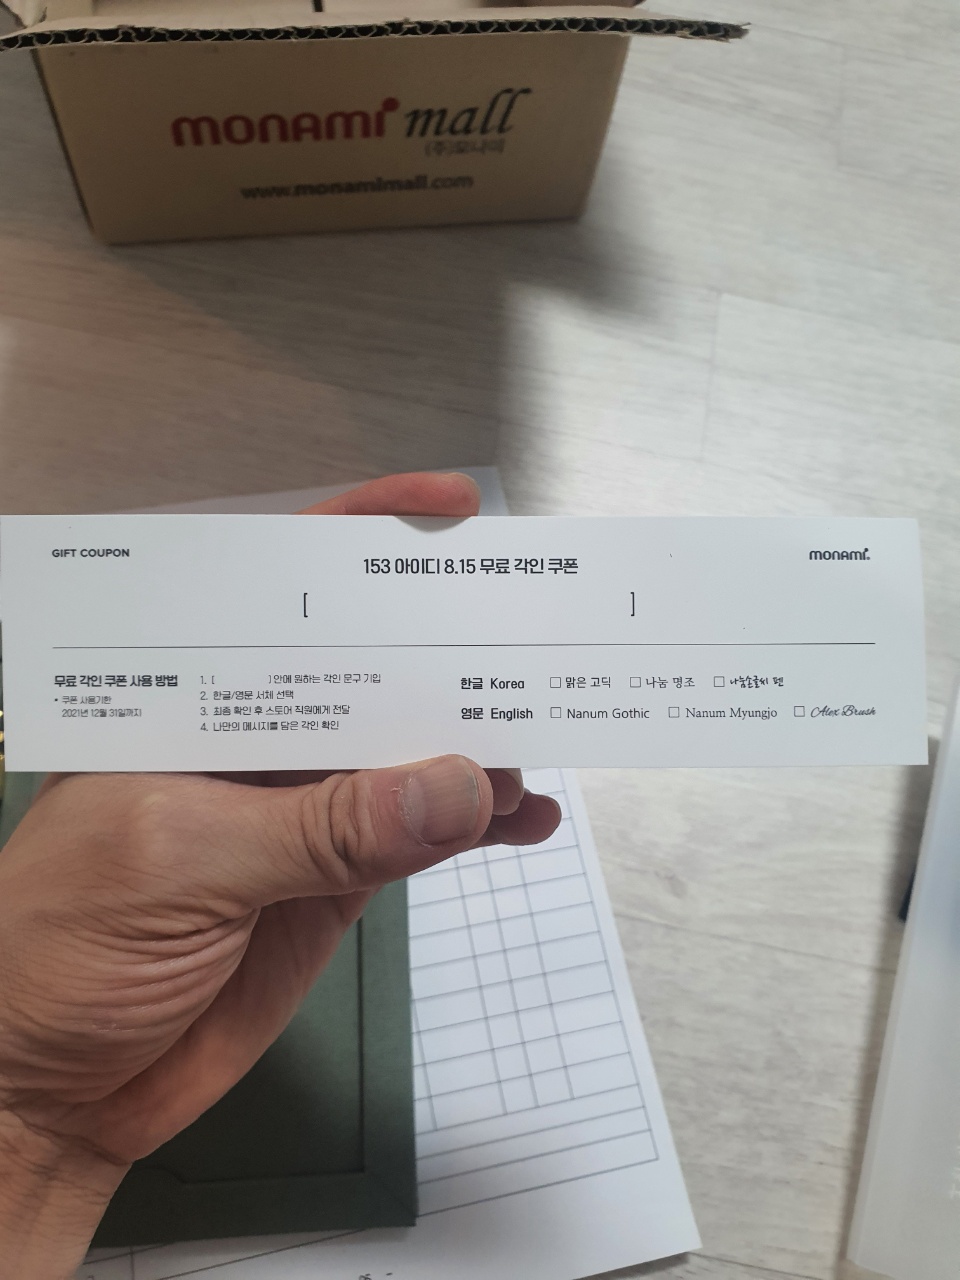 monami mall
(주)모나미
www.monamimall.com
GIFT COUPON
monami
153 아이디 8.15 무료 각인 쿠폰
[ ]
무료 각인 쿠폰 사용 방법
• 쿠폰 사용기한
2021년 12월 31일까지
1. [ ] 안에 원하는 각인 문구 기입
2. 한글/영문 서체 선택
3. 최종 확인 후 스토어 직원에게 전달
4. 나만의 메시지를 담은 각인 확인
한글 Korea □ 맑은 고딕 □ 나눔 명조 □ 나눔손글씨 펜
영문 English □ Nanum Gothic □ Nanum Myungjo □ Alex Brush